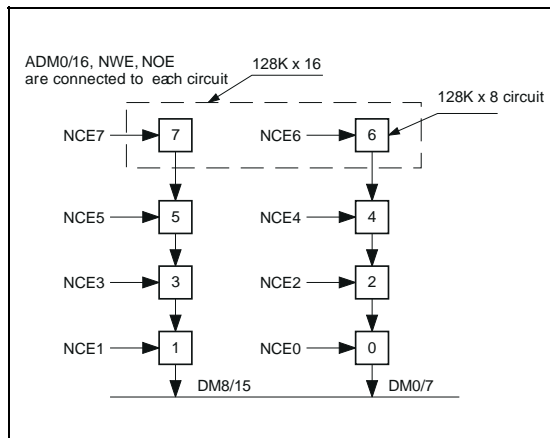 ADM0/16, NWE, NOE
are connected to each circuit
128K x 16
128K x 8 circuit
NCE7 7 NCE6 6
NCE5 5 NCE4 4
NCE3 3 NCE2 2
NCE1 1 NCE0 0
DM8/15 DM0/7